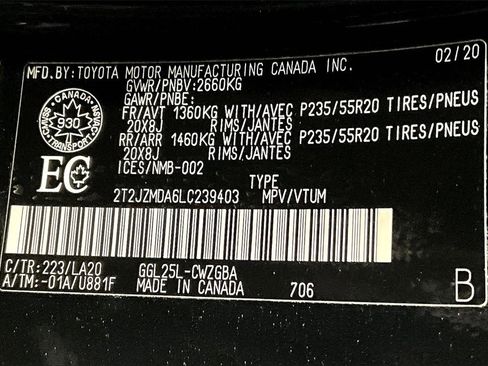 02/20
MFD.BY:TOYOTA MOTOR MANUFACTURING CANADA INC.
GVWR/PNBV:2660KG
GAWR/PNBE:
FR/AVT 1360KG WITH/AVEC P235/55R20 TIRES/PNEUS
20X8J RIMS/JANTES
RR/ARR 1460KG WITH/AVEC P235/55R20 TIRES/PNEUS
20X8J RIMS/JANTES
ICES/NMB-002
CANADA
930
TRANSPORT
EC
TYPE
2T2JZMDA6LC239403 MPV/VTUM
C/TR:223/LA20 GGL25L-CWZGBA
A/TM:-01A/U881F MADE IN CANADA 706 B